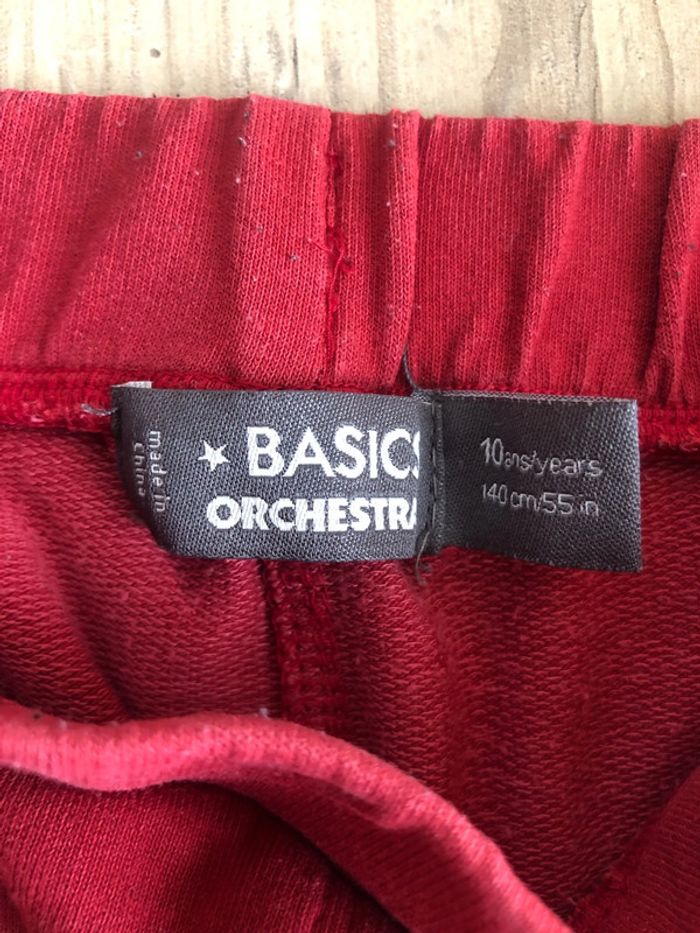 made in
China
BASICS
ORCHESTRA
10ans/years
140cm/55in